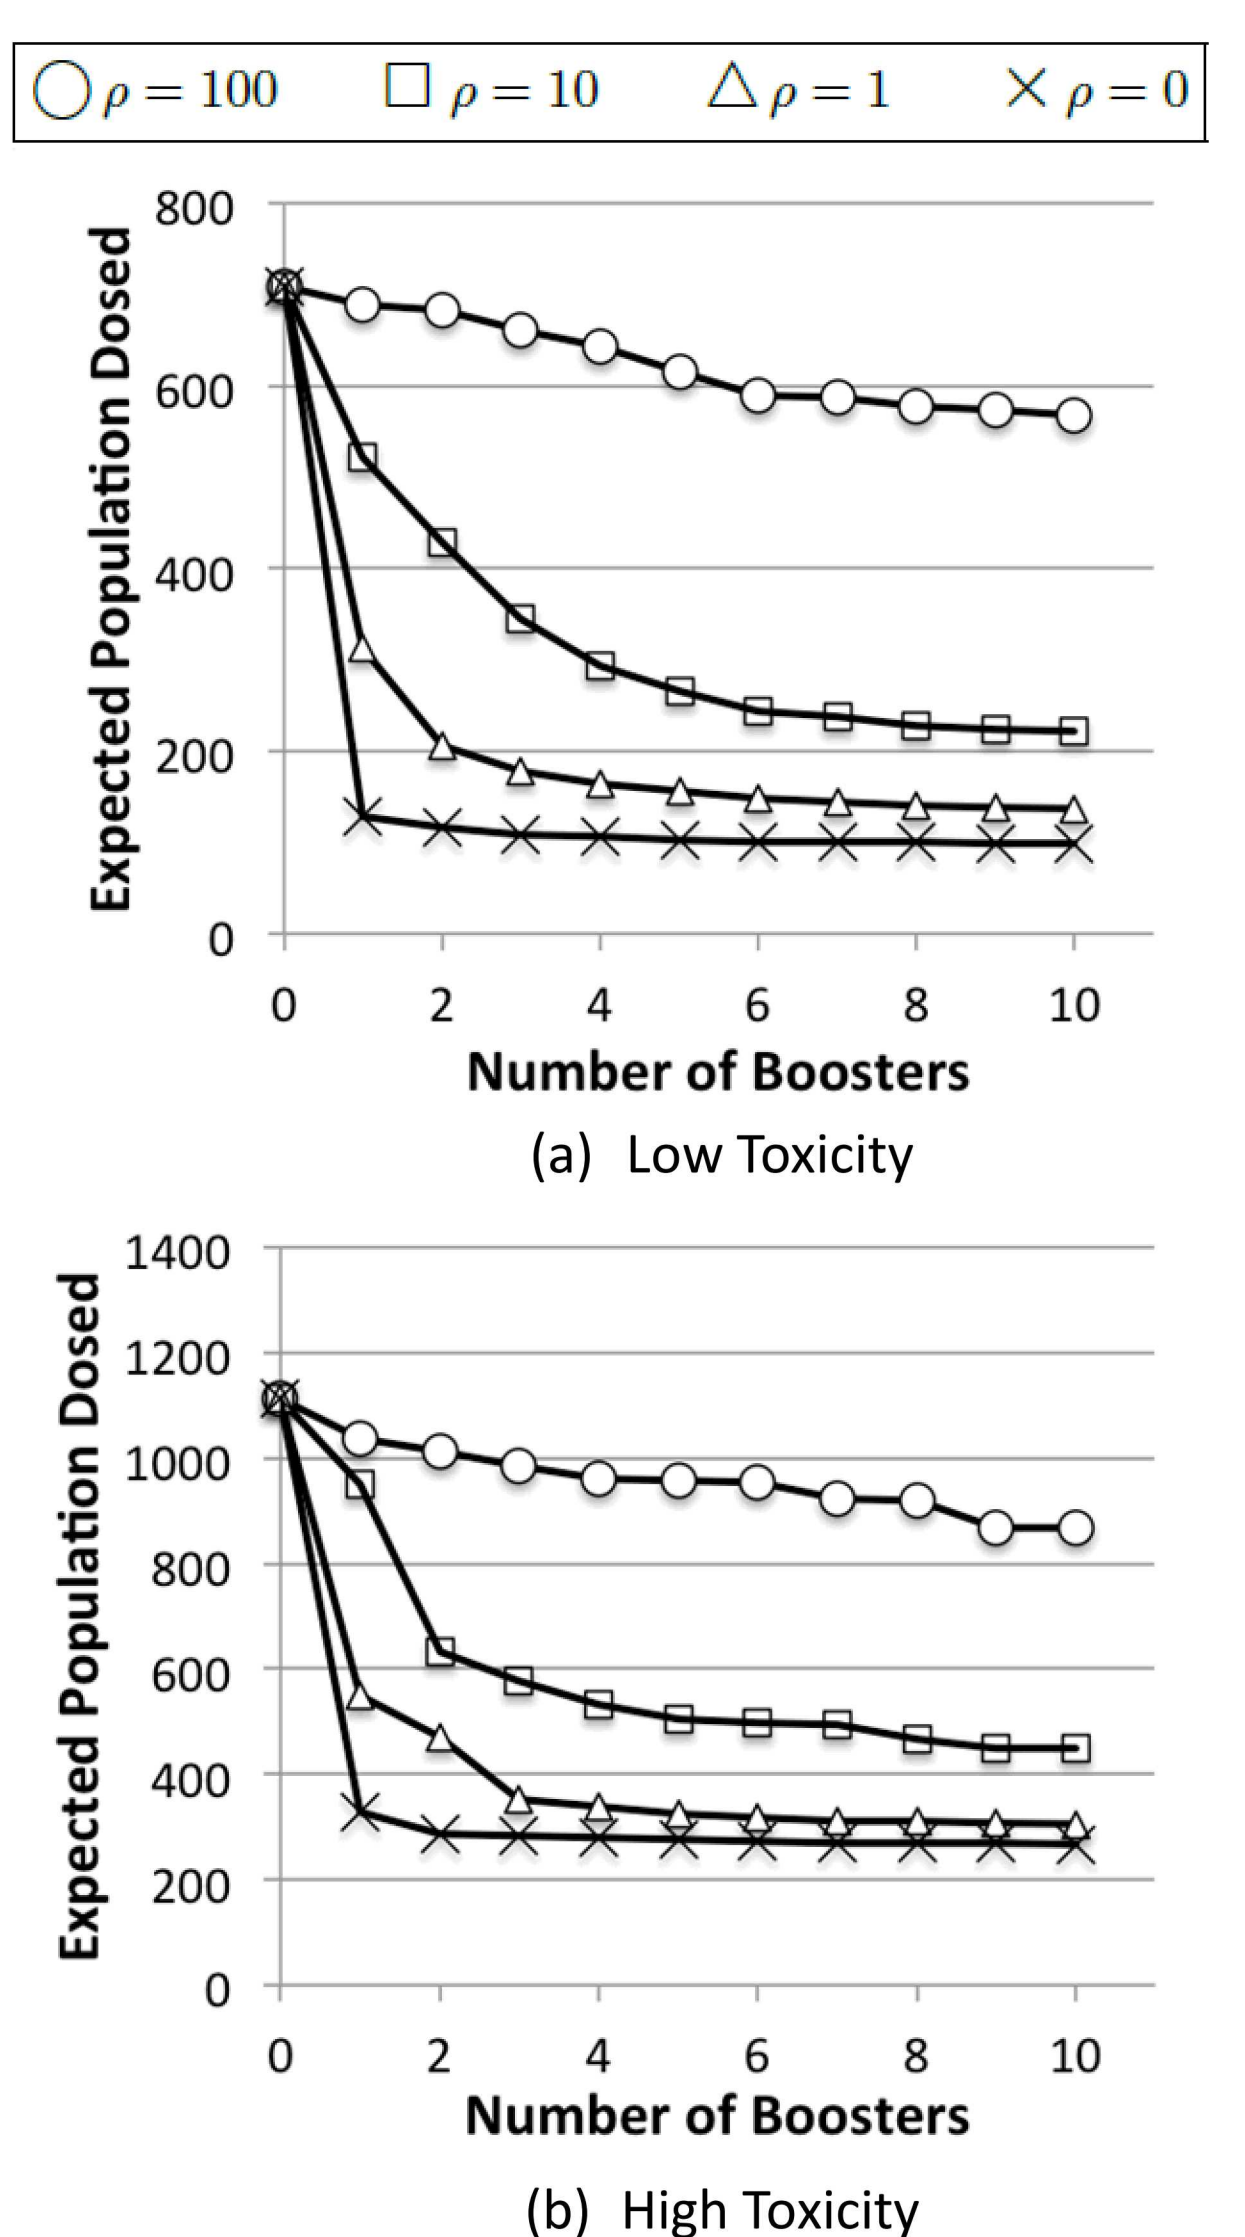 ○ ρ = 100 □ ρ = 10 △ ρ = 1 × ρ = 0
Expected Population Dosed
800
600
400
200
0
0 2 4 6 8 10
Number of Boosters
(a) Low Toxicity
Expected Population Dosed
1400
1200
1000
800
600
400
200
0
0 2 4 6 8 10
Number of Boosters
(b) High Toxicity